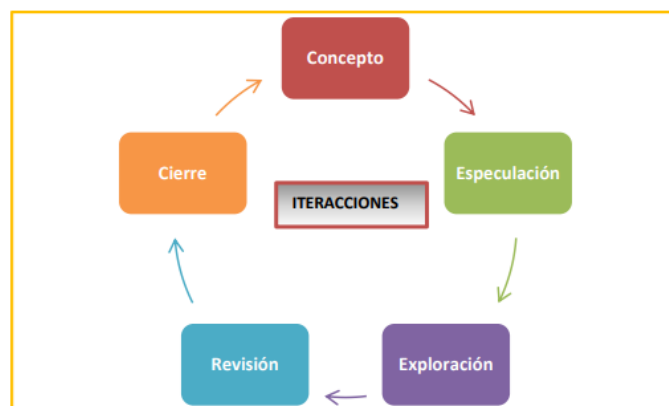 Concepto
Cierre
Especulación
ITERACCIONES
Revisión
Exploración